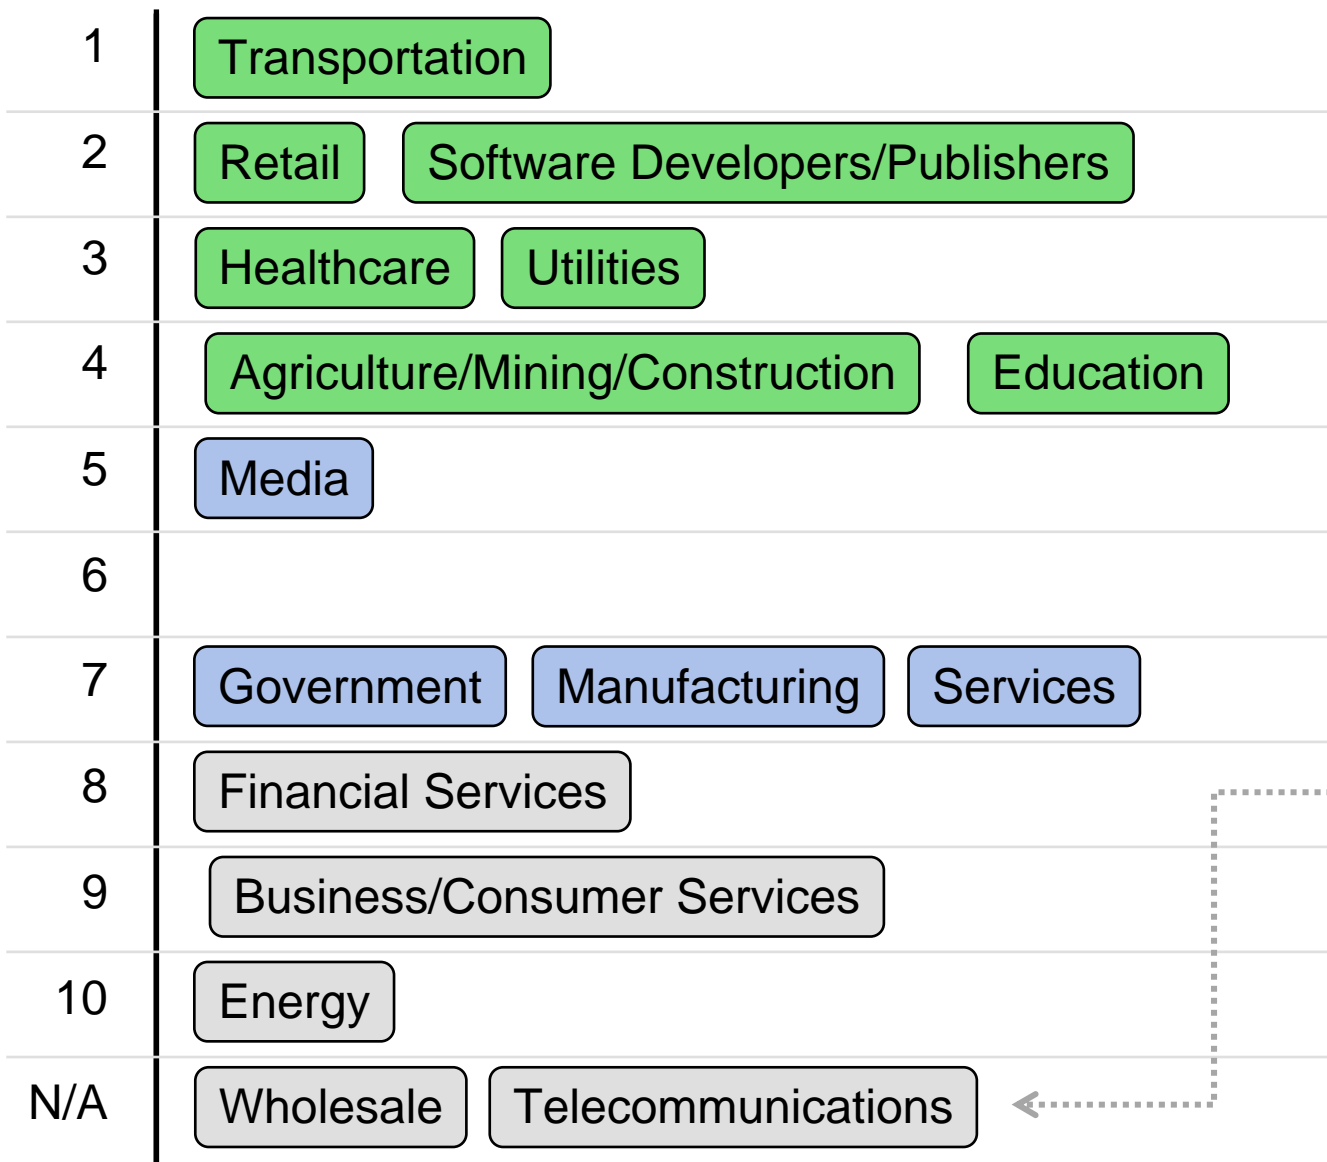 1 Transportation
2 Retail Software Developers/Publishers
3 Healthcare Utilities
4 Agriculture/Mining/Construction Education
5 Media
6
7 Government Manufacturing Services
8 Financial Services
9 Business/Consumer Services
10 Energy
N/A Wholesale Telecommunications